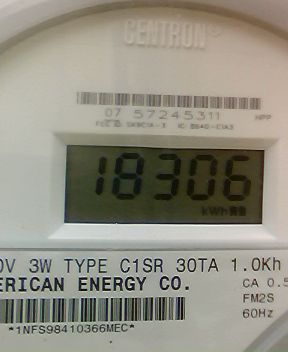 CENTRON®
07 57245311 HPP
18306
kWh
0V 3W TYPE C1SR 30TA 1.0Kh
ERICAN ENERGY CO. CA 0.5
FM2S
60Hz
*1NFS98410366MEC*